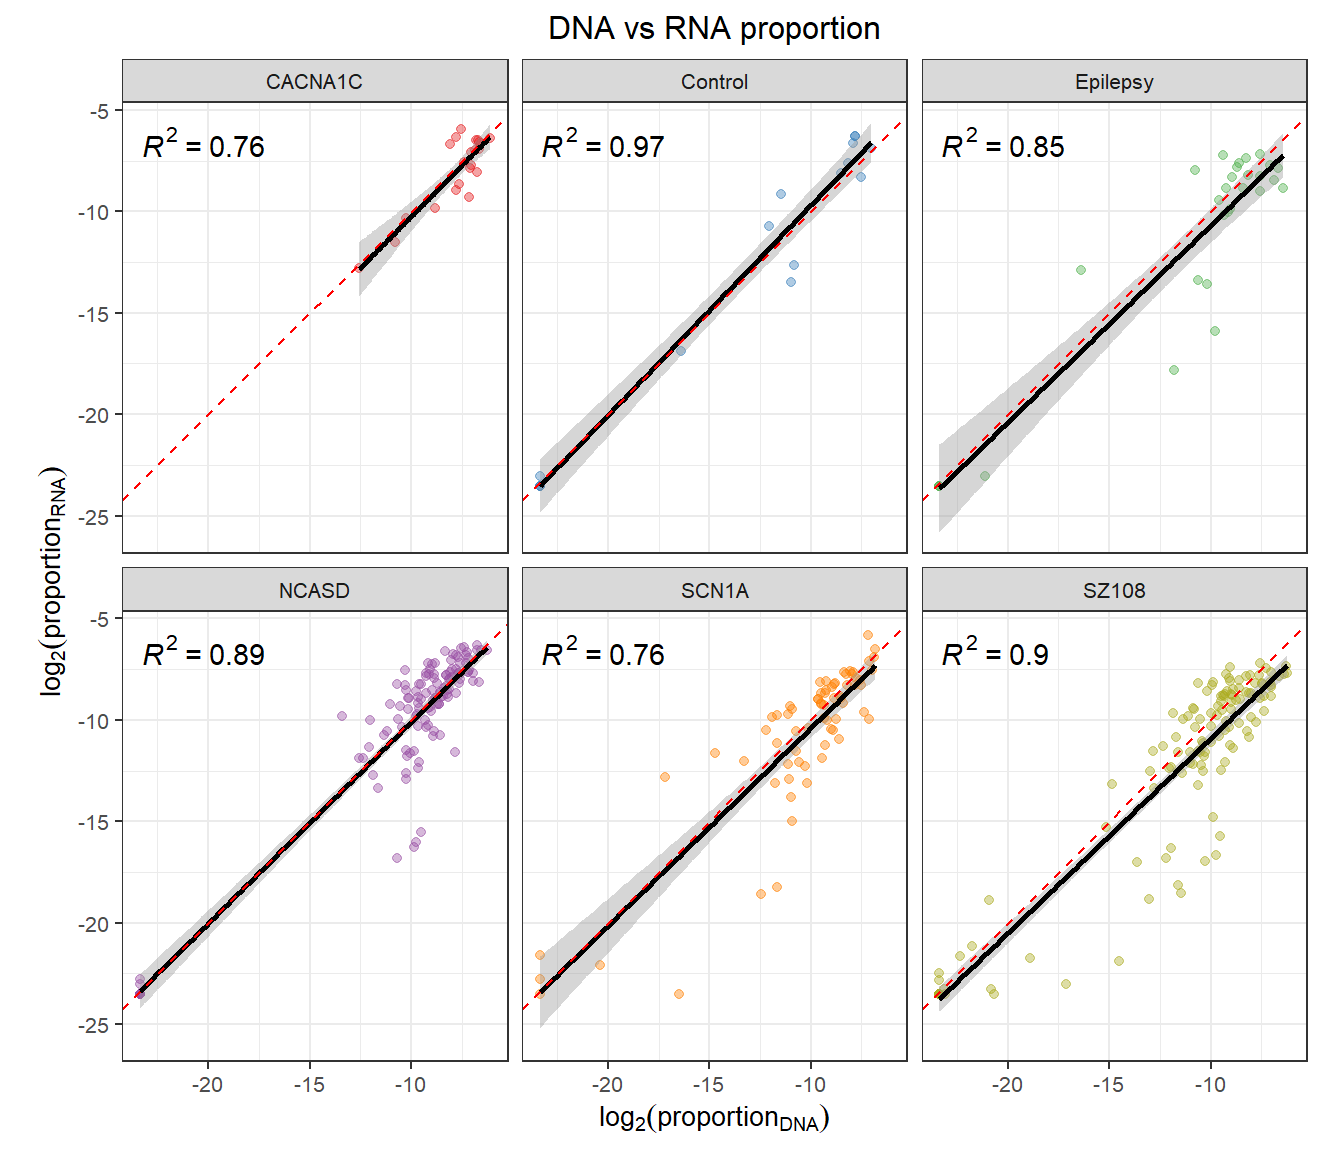 DNA vs RNA proportion
CACNA1C Control Epilepsy
R² = 0.76 R² = 0.97 R² = 0.85
-5
-10
-15
-20
-25
NCASD SCN1A SZ108
R² = 0.89 R² = 0.76 R² = 0.9
-5
-10
-15
-20
-25
-20 -15 -10 -20 -15 -10 -20 -15 -10
log₂(proportion_DNA)
log₂(proportion_RNA)